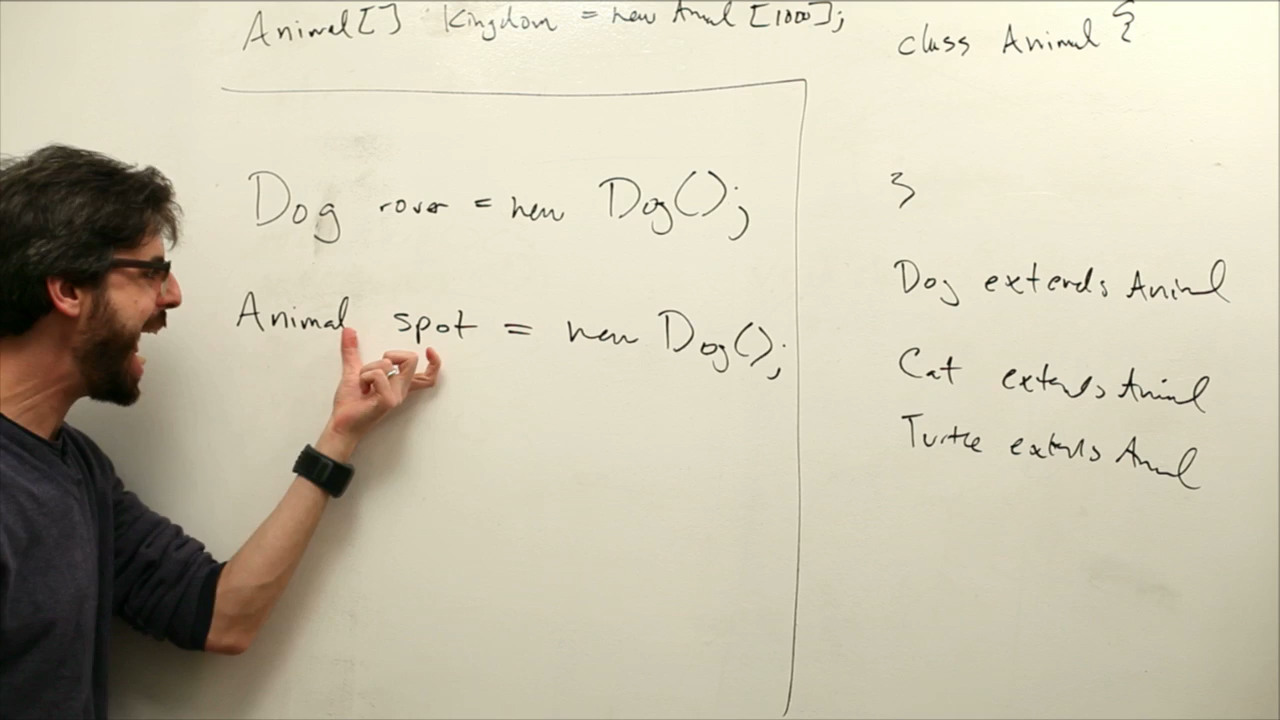 Animal[] Kingdom = new Animal [1000];
class Animal {
}
Dog rover = new Dog();
Animal spot = new Dog();
Dog extends Animal
Cat extends Animal
Turtle extends Animal